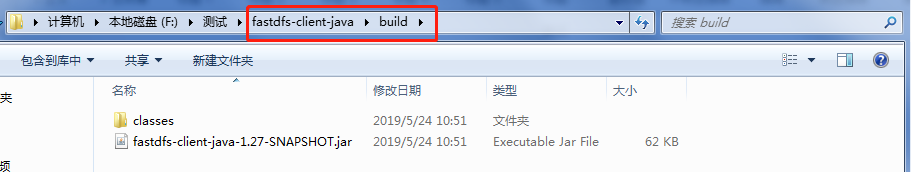 计算机 ▸ 本地磁盘 (F:) ▸ 测试 ▸ fastdfs-client-java ▸ build ▸ 搜索 build
包含到库中 共享 新建文件夹
名称 修改日期 类型 大小
夹
classes 2019/5/24 10:51 文件夹
fastdfs-client-java-1.27-SNAPSHOT.jar 2019/5/24 10:51 Executable Jar File 62 KB
频